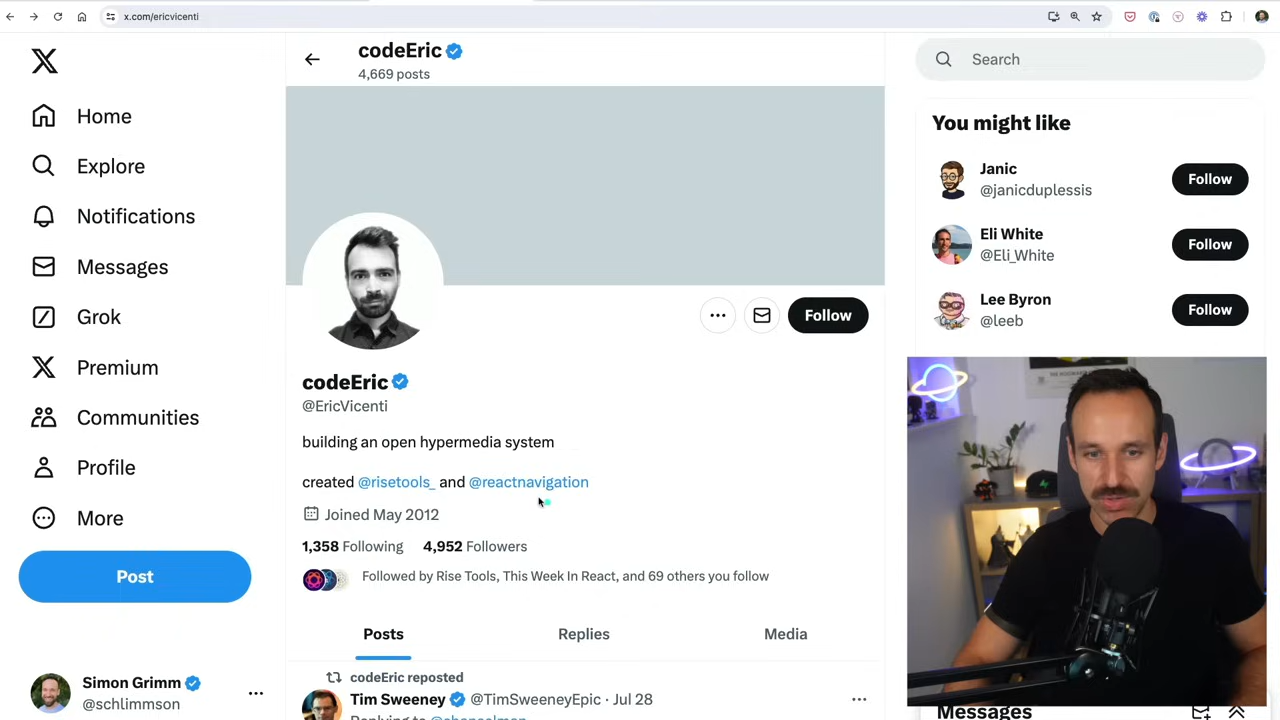 x.com/ericvicenti
Home
Explore
Notifications
Messages
Grok
Premium
Communities
Profile
More
Post
Simon Grimm
@schlimmson
codeEric
4,669 posts
Follow
codeEric
@EricVicenti
building an open hypermedia system
created @risetools_ and @reactnavigation
Joined May 2012
1,358 Following 4,952 Followers
Followed by Rise Tools, This Week In React, and 69 others you follow
Posts Replies Media
codeEric reposted
Tim Sweeney @TimSweeneyEpic · Jul 28
Replying to @shanselman
Search
You might like
Janic
@janicduplessis
Follow
Eli White
@Eli_White
Follow
Lee Byron
@leeb
Follow
Messages